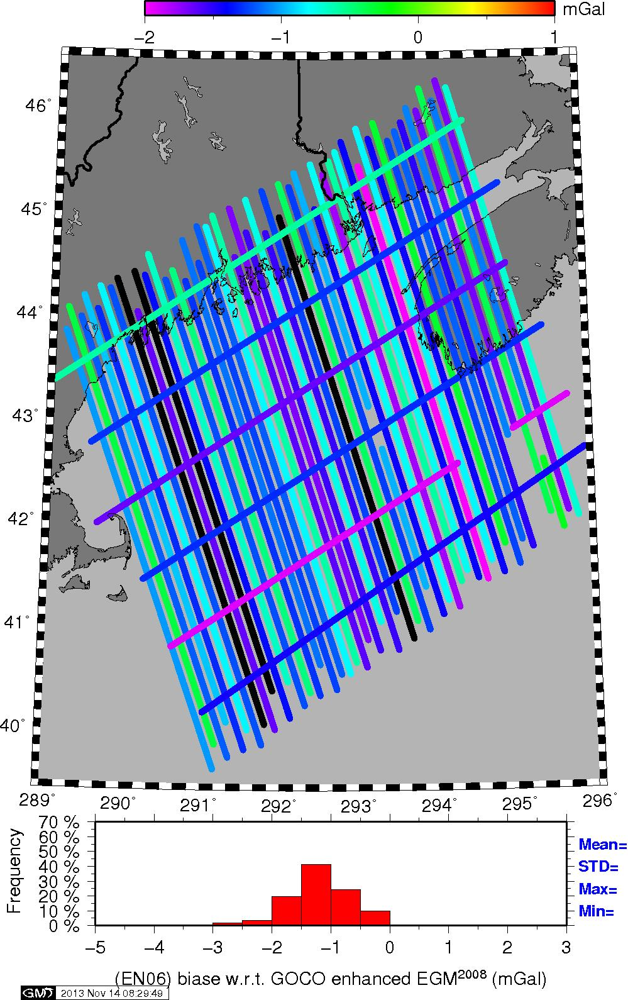 mGal
−2 −1 0 1
46°
45°
44°
43°
42°
41°
40°
289° 290° 291° 292° 293° 294° 295° 296°
70 %
60 %
50 %
40 %
30 %
20 %
10 %
0 %
Frequency
Mean=
STD=
Max=
Min=
−5 −4 −3 −2 −1 0 1 2 3
(EN06) biase w.r.t. GOCO enhanced EGM2008 (mGal)
GMT 2013 Nov 14 08:29:49